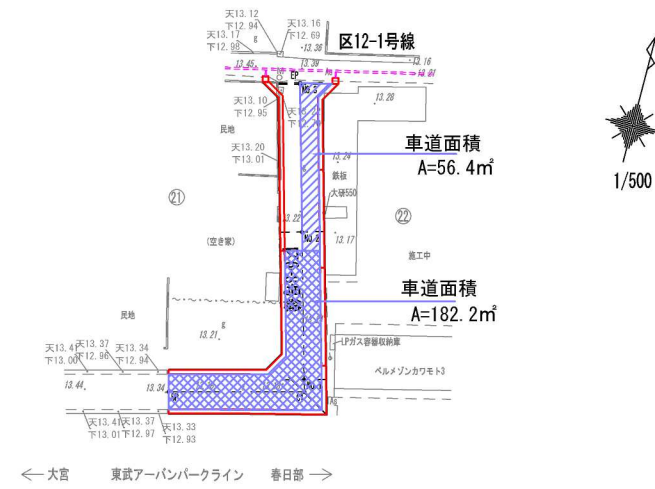 天13.12
下12.94
天13.16
下12.69
天13.17
下12.98
g
13.36
区12-1号線
13.45
13.39
13.16
13.21
EP
NO.3
天13.10
下12.95
13.28
民地
天13.20
下13.01
車道面積
A=56.4㎡
13.24
鉄板
大研550
1/500
21
22
13.22
NO.2
13.17
(空き家)
施工中
車道面積
A=182.2㎡
民地
g
13.21
LPガス容器収納庫
天13.41
下13.00
天13.37
下12.96
天13.34
下12.94
ベルメゾンカワモト3
13.44
13.34
天13.41
下13.01
天13.37
下12.97
天13.33
下12.93
← 大宮 東武アーバンパークライン 春日部 →